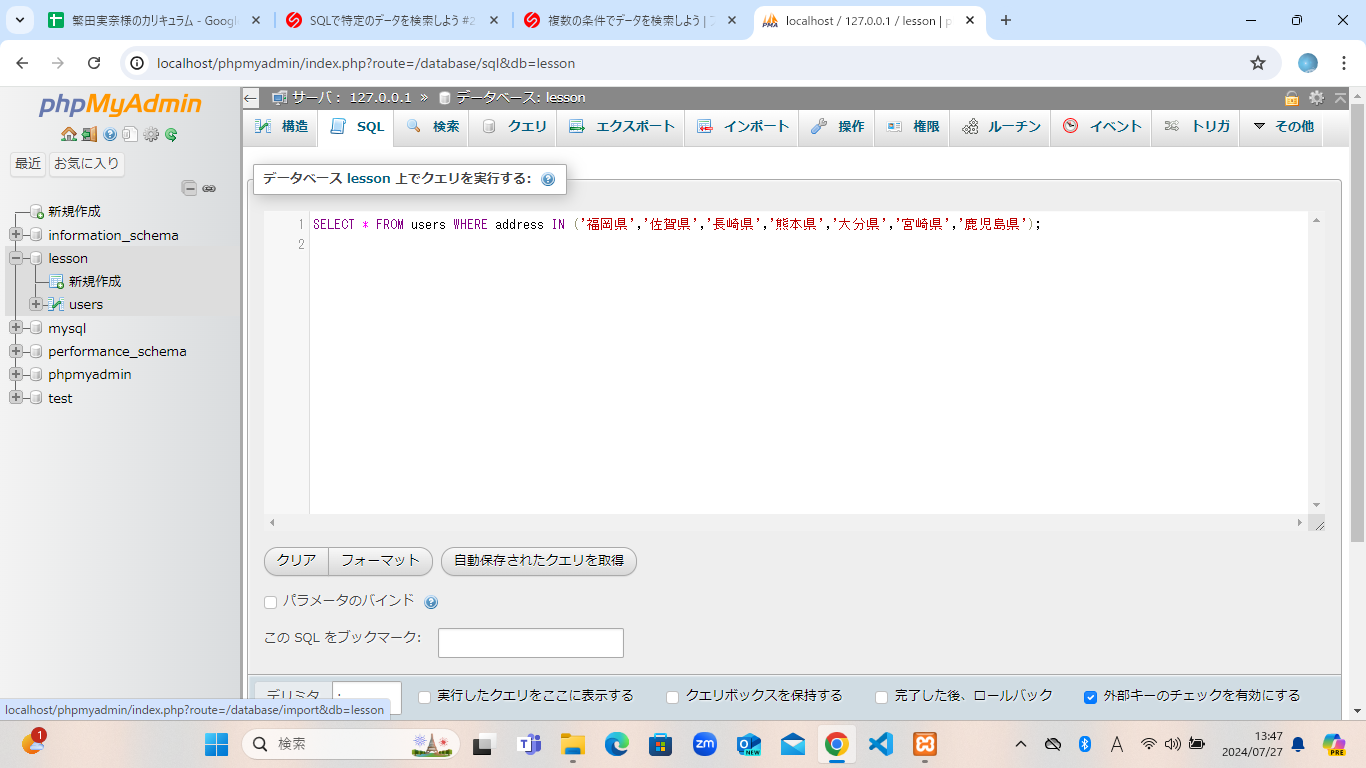 繁田実奈様のカリキュラム - Googl
SQLで特定のデータを検索しよう #2
複数の条件でデータを検索しよう | フ
localhost / 127.0.0.1 / lesson | p
localhost/phpmyadmin/index.php?route=/database/sql&db=lesson
phpMyAdmin
最近 お気に入り
新規作成
information_schema
lesson
新規作成
users
mysql
performance_schema
phpmyadmin
test
サーバ： 127.0.0.1 » データベース: lesson
構造 SQL 検索 クエリ エクスポート インポート 操作 権限 ルーチン イベント トリガ その他
データベース lesson 上でクエリを実行する:
1 SELECT * FROM users WHERE address IN ('福岡県','佐賀県','長崎県','熊本県','大分県','宮崎県','鹿児島県');
2
クリア フォーマット 自動保存されたクエリを取得
パラメータのバインド
この SQL をブックマーク:
デリミタ ; 実行したクエリをここに表示する クエリボックスを保持する 完了した後、ロールバック 外部キーのチェックを有効にする
localhost/phpmyadmin/index.php?route=/database/import&db=lesson
1
検索
zm
NEW
A
13:47
2024/07/27
PRE